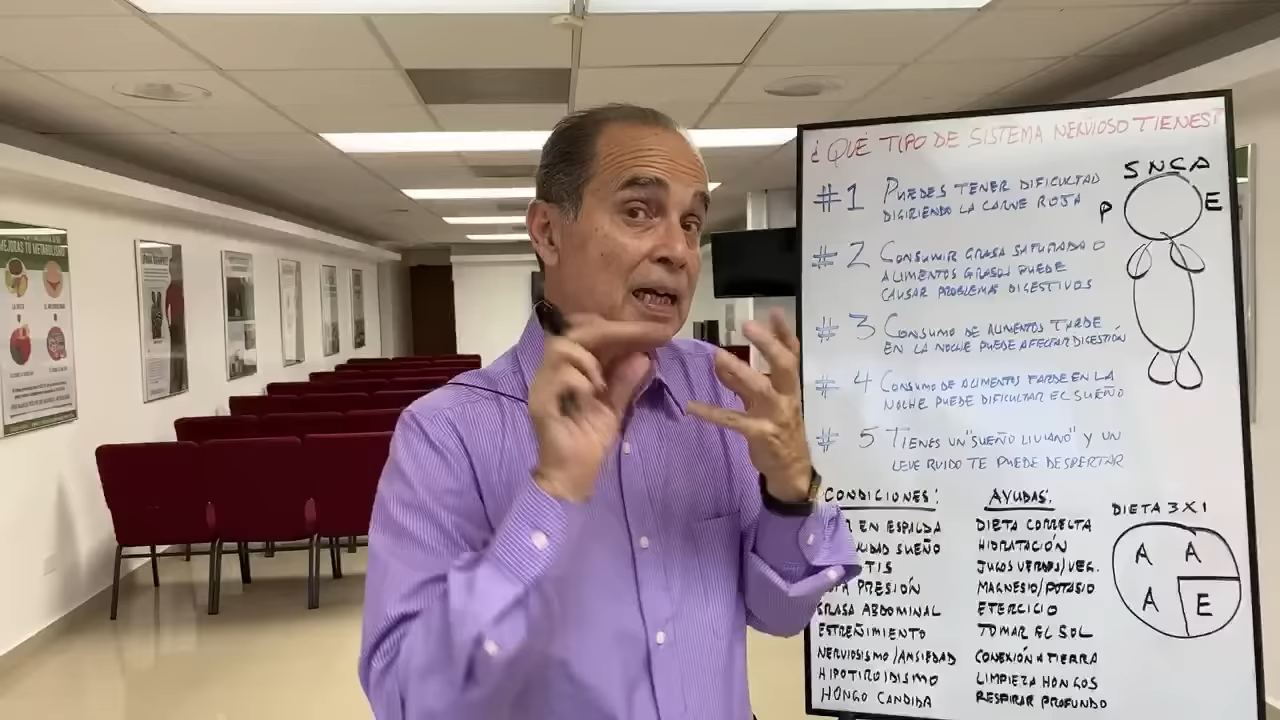 ¿QUÉ TIPO DE SISTEMA NERVIOSO TIENES?
#1 PUEDES TENER DIFICULTAD
DIGIRIENDO LA CARNE ROJA
#2 CONSUMIR GRASA SATURADA O
ALIMENTOS GRASOS PUEDE
CAUSAR PROBLEMAS DIGESTIVOS
#3 CONSUMO DE ALIMENTOS TARDE
EN LA NOCHE PUEDE AFECTAR DIGESTIÓN
#4 CONSUMO DE ALIMENTOS TARDE EN LA
NOCHE PUEDE DIFICULTAR EL SUEÑO
#5 TIENES UN "SUEÑO LIVIANO" Y UN
LEVE RUIDO TE PUEDE DESPERTAR
SNCA
P E
CONDICIONES:
EN ESPALDA
SUEÑO
PRESIÓN
GRASA ABDOMINAL
ESTREÑIMIENTO
NERVIOSISMO/ANSIEDAD
HIPOTIROIDISMO
HONGO CANDIDA
AYUDAS:
DIETA CORRECTA
HIDRATACIÓN
JUGOS VERDES/VEG.
MAGNESIO/POTASIO
EJERCICIO
TOMAR EL SOL
CONEXIÓN A TIERRA
LIMPIEZA HONGOS
RESPIRAR PROFUNDO
DIETA 3X1
A A
A E
MEJORAS TU METABOLISMO